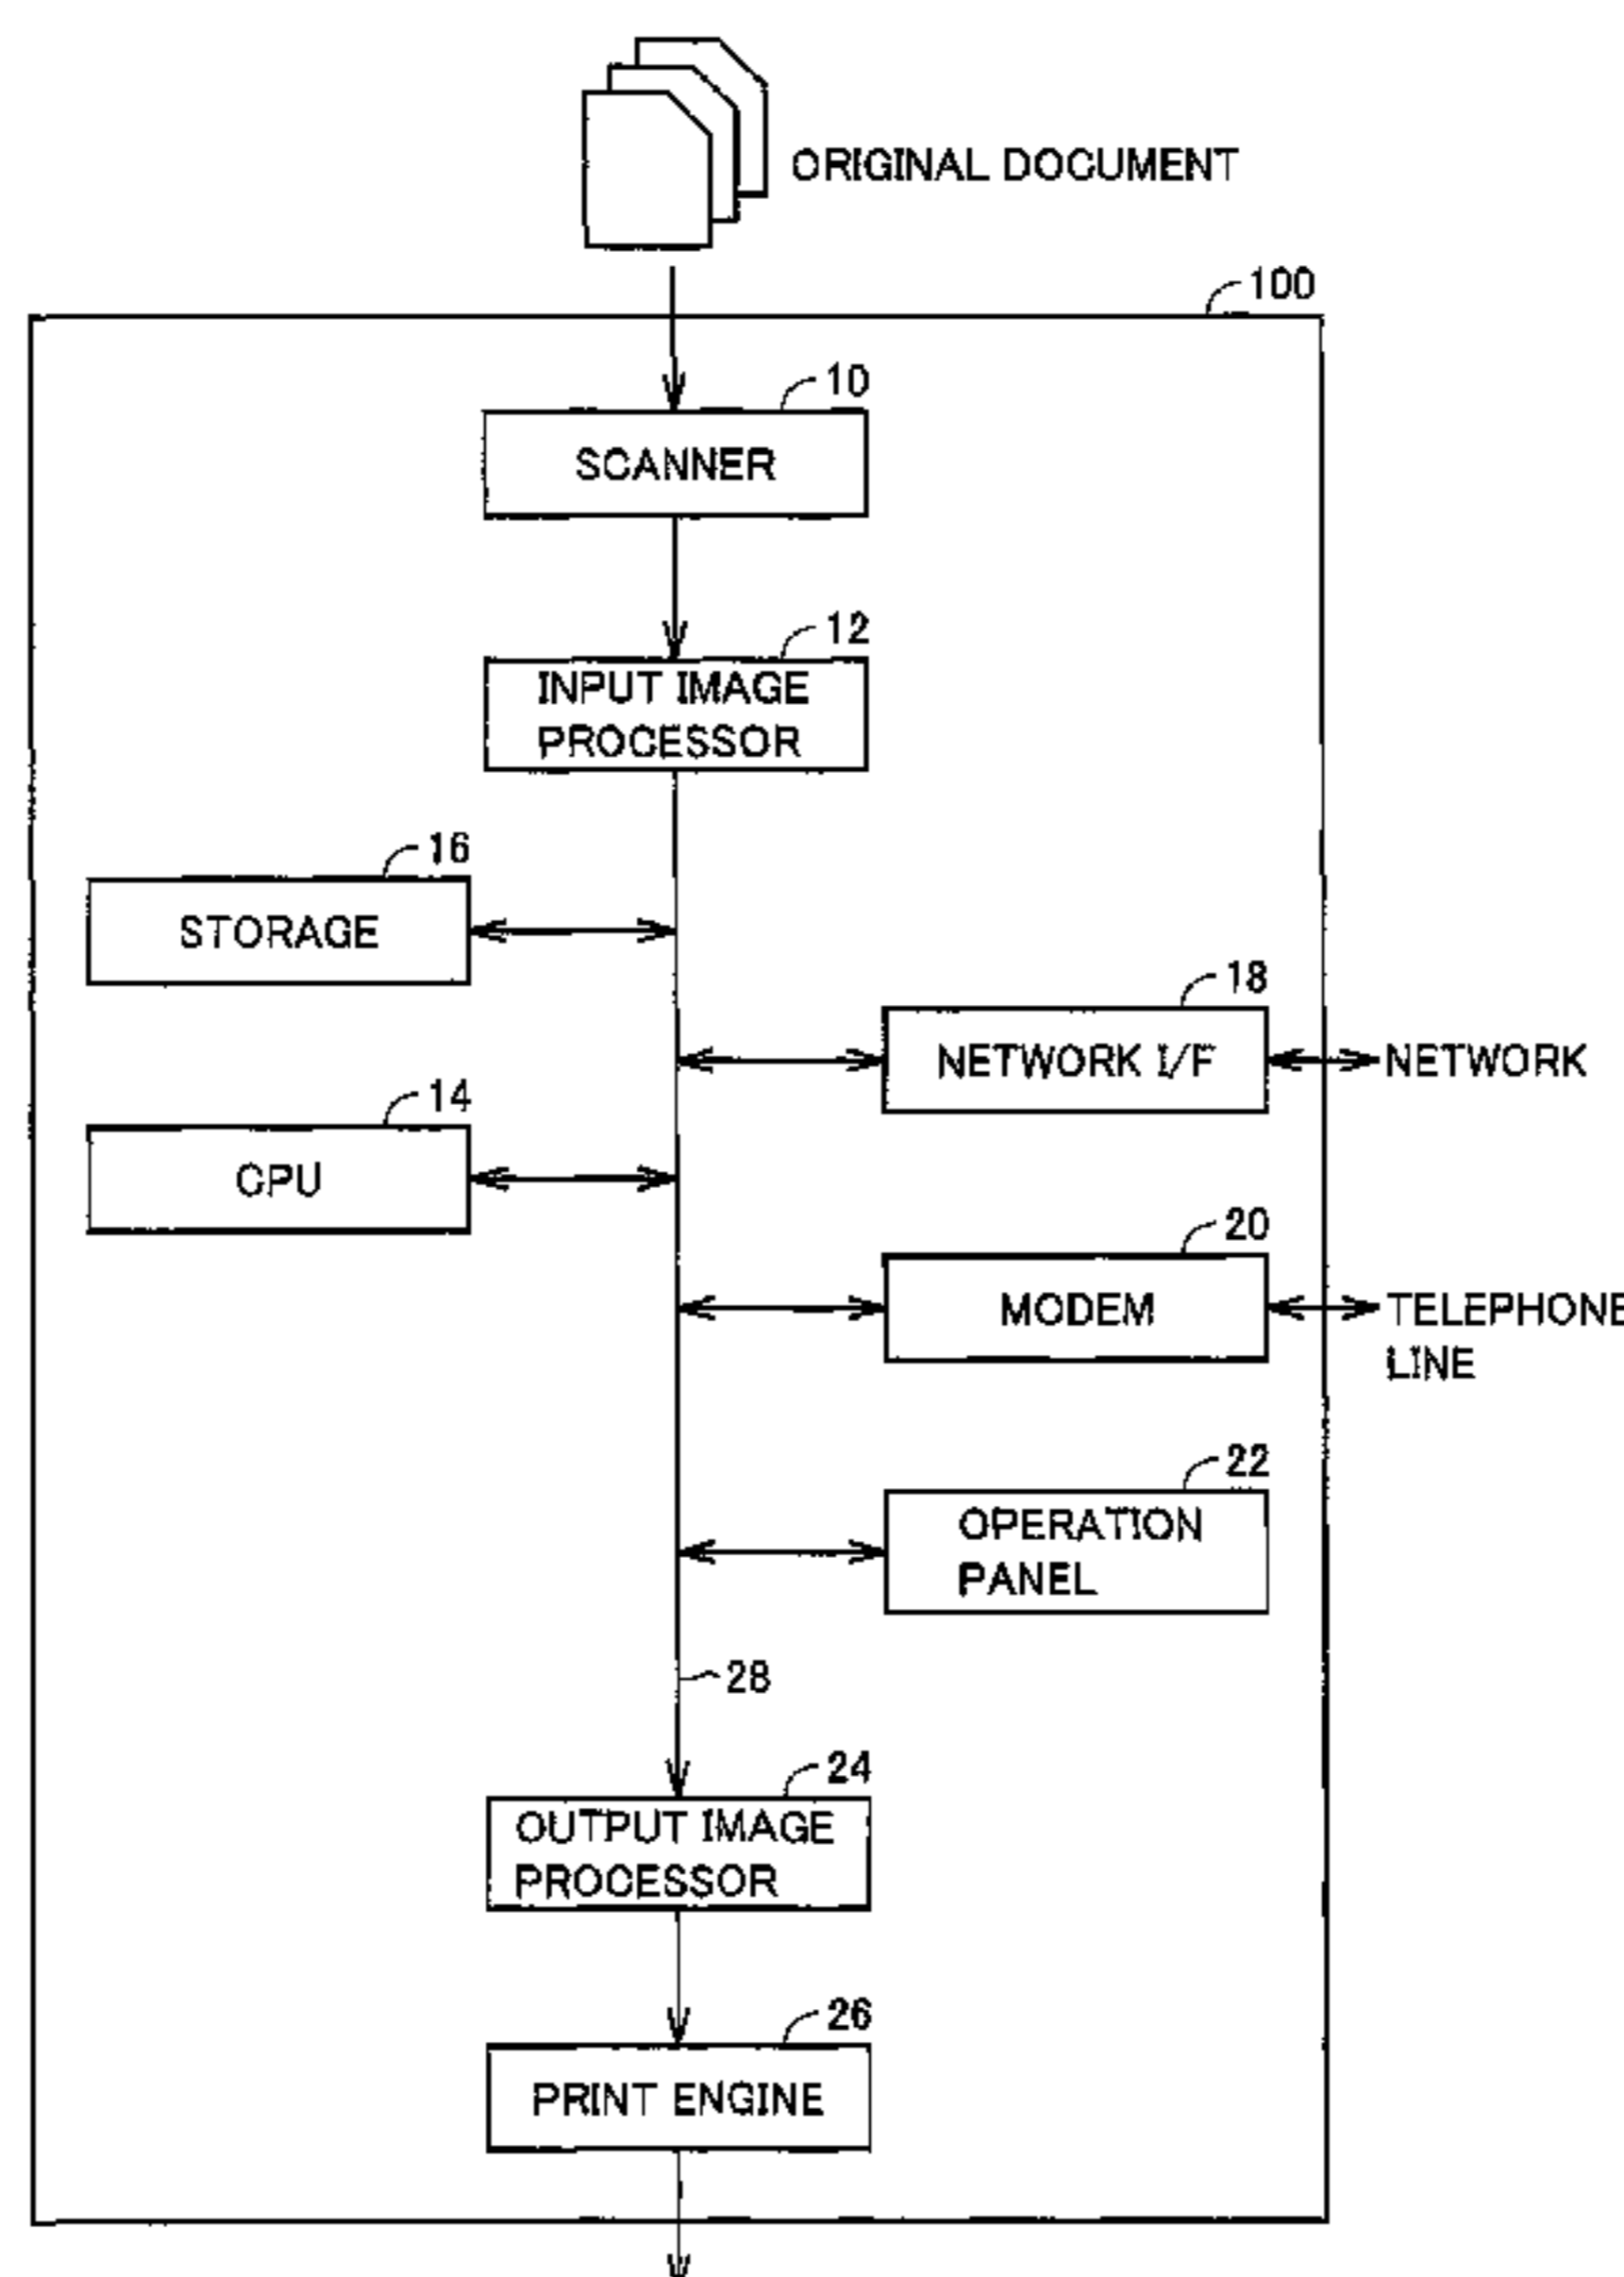 ORIGINAL DOCUMENT
100
10
SCANNER
12
INPUT IMAGE
PROCESSOR
16
STORAGE
18
NETWORK I/F
NETWORK
14
CPU
20
MODEM
TELEPHONE
LINE
22
OPERATION
PANEL
28
24
OUTPUT IMAGE
PROCESSOR
26
PRINT ENGINE